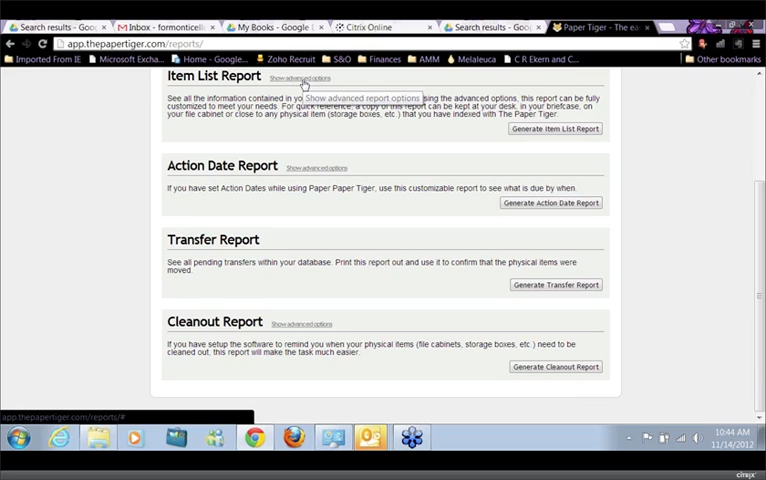 Search results - Goog
Inbox - formonticell
My Books - Google D
Citrix Online
Search results - Goog
Paper Tiger - The ea
app.thepapertiger.com/reports/
Imported From IE
Microsoft Excha...
Home - Google...
Zoho Recruit
S&O
Finances
AMM
Melaleuca
C R Ekern and Co...
Other bookmarks
Item List Report Show advanced options
Show advanced report options
See all the information contained in yo using the advanced options, this report can be fully
customized to meet your needs. For quick reference, a copy of this report can be kept at your desk, in your briefcase, on
your file cabinet or close to any physical item (storage boxes, etc.) that you have indexed with The Paper Tiger.
Generate Item List Report
Action Date Report Show advanced options
If you have set Action Dates while using Paper Paper Tiger, use this customizable report to see what is due by when.
Generate Action Date Report
Transfer Report
See all pending transfers within your database. Print this report out and use it to confirm that the physical items were
moved.
Generate Transfer Report
Cleanout Report Show advanced options
If you have setup the software to remind you when your physical items (file cabinets, storage boxes, etc.) need to be
cleaned out, this report will make the task much easier.
Generate Cleanout Report
app.thepapertiger.com/reports/#
10:44 AM
11/14/2012
citrix